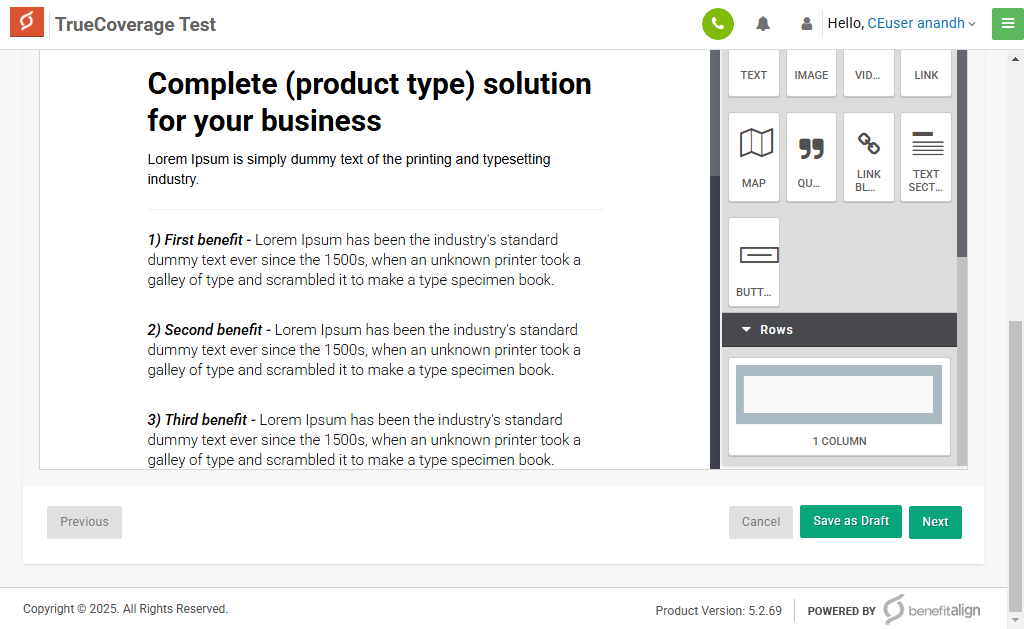 TrueCoverage Test
Hello, CEuser anandh
Complete (product type) solution
for your business
Lorem Ipsum is simply dummy text of the printing and typesetting
industry.
1) First benefit - Lorem Ipsum has been the industry's standard
dummy text ever since the 1500s, when an unknown printer took a
galley of type and scrambled it to make a type specimen book.
2) Second benefit - Lorem Ipsum has been the industry's standard
dummy text ever since the 1500s, when an unknown printer took a
galley of type and scrambled it to make a type specimen book.
3) Third benefit - Lorem Ipsum has been the industry's standard
dummy text ever since the 1500s, when an unknown printer took a
galley of type and scrambled it to make a type specimen book.
TEXT
IMAGE
VID...
LINK
MAP
QU...
LINK
BL...
TEXT
SECT...
BUTT...
Rows
1 COLUMN
Previous
Cancel
Save as Draft
Next
Copyright © 2025. All Rights Reserved.
Product Version: 5.2.69
POWERED BY
benefitalign